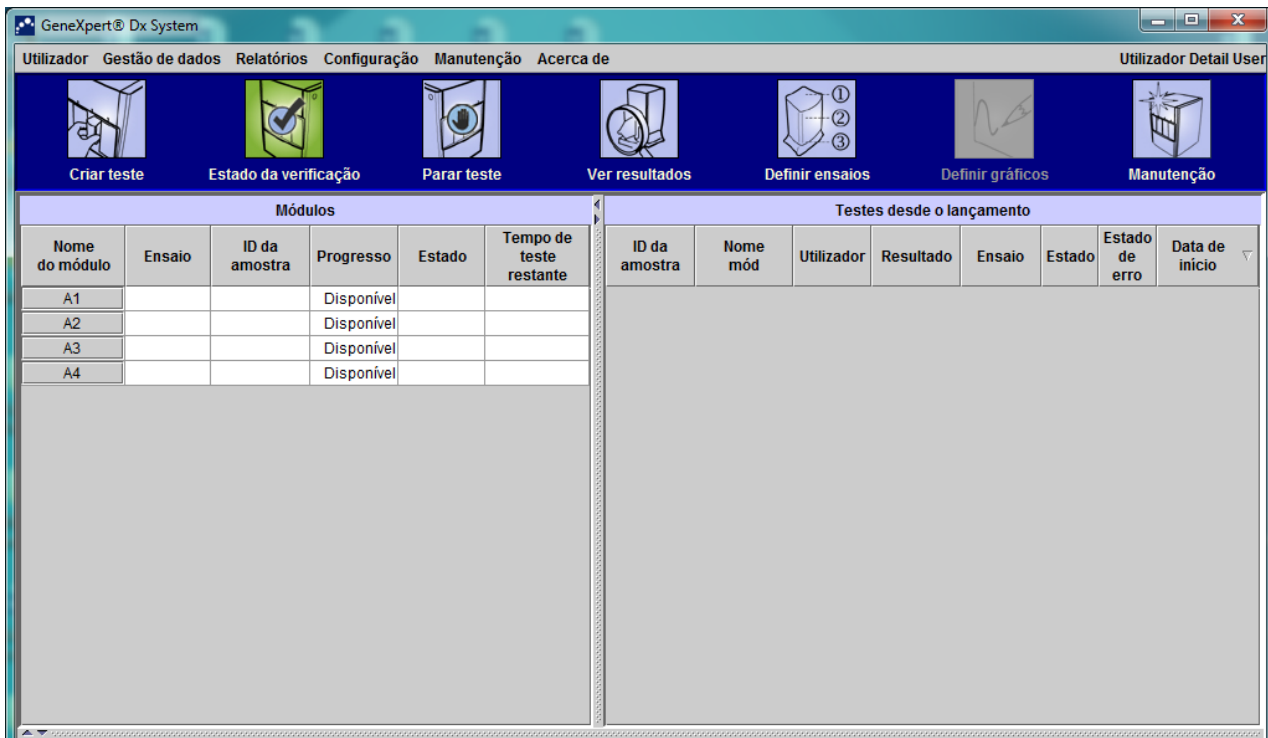 GeneXpert® Dx System
Utilizador Gestão de dados Relatórios Configuração Manutenção Acerca de Utilizador Detail User
Criar teste Estado da verificação Parar teste Ver resultados Definir ensaios Definir gráficos Manutenção
Módulos
Nome do módulo Ensaio ID da amostra Progresso Estado Tempo de teste restante
A1 Disponível
A2 Disponível
A3 Disponível
A4 Disponível
Testes desde o lançamento
ID da amostra Nome mód Utilizador Resultado Ensaio Estado Estado de erro Data de início